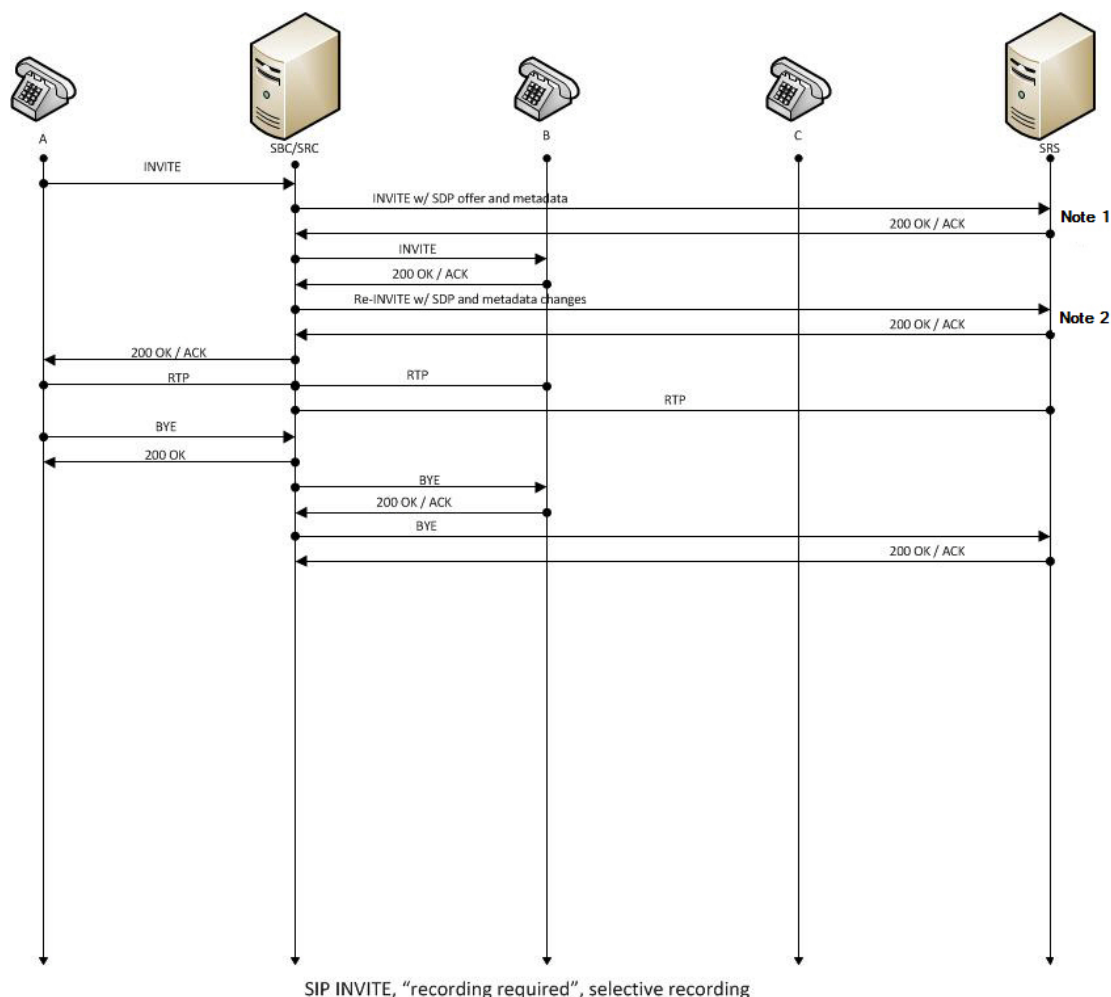 A
SBC/SRC
B
C
SRS
INVITE
INVITE w/ SDP offer and metadata
Note 1
200 OK / ACK
INVITE
200 OK / ACK
Re-INVITE w/ SDP and metadata changes
Note 2
200 OK / ACK
200 OK / ACK
RTP
RTP
RTP
BYE
200 OK
BYE
200 OK / ACK
BYE
200 OK / ACK
SIP INVITE, “recording required”, selective recording